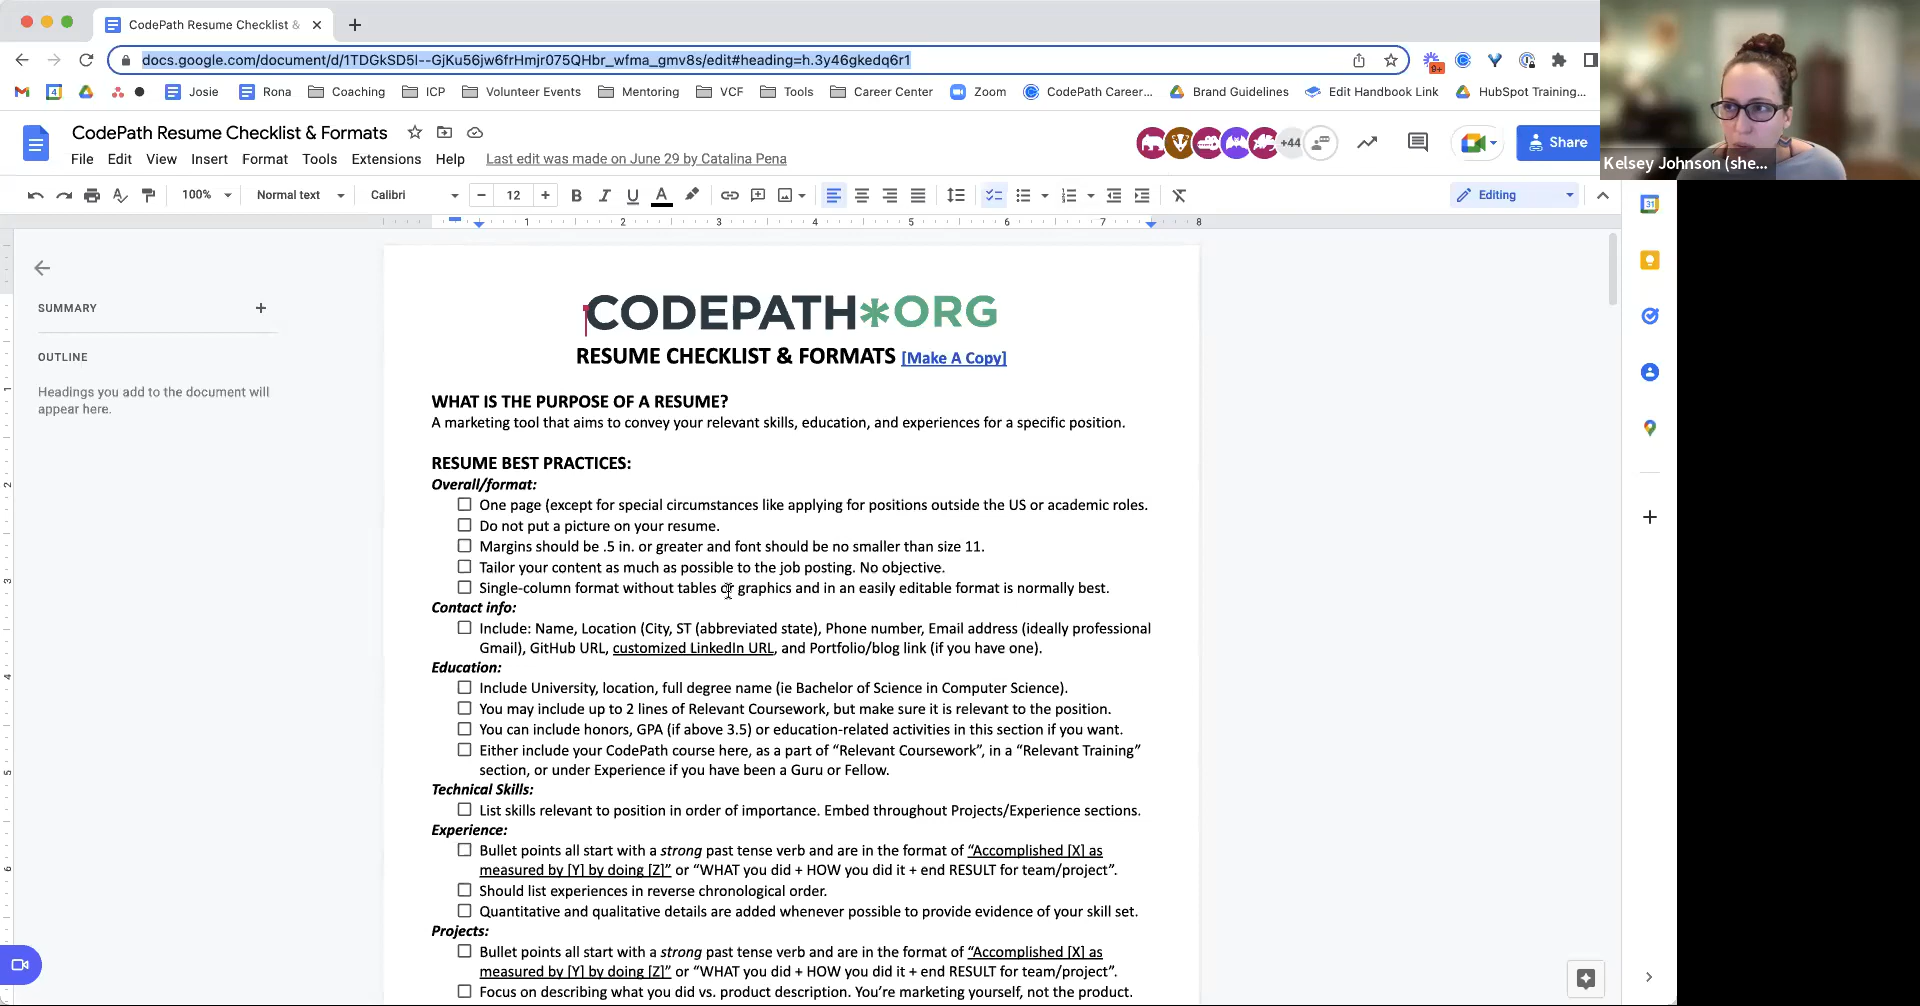 CodePath Resume Checklist &
docs.google.com/document/d/1TDGkSD5l--GjKu56jw6frHmjr075QHbr_wfma_gmv8s/edit#heading=h.3y46gkedq6r1
9+
4 Josie Rona Coaching ICP Volunteer Events Mentoring VCF Tools Career Center Zoom CodePath Career... Brand Guidelines Edit Handbook Link HubSpot Training...
CodePath Resume Checklist & Formats
+44
Share
Kelsey Johnson (she...
File Edit View Insert Format Tools Extensions Help Last edit was made on June 29 by Catalina Pena
100% Normal text Calibri 12 B I U A Editing
31
1 2 3 4 5 6 7 8
SUMMARY
OUTLINE
Headings you add to the document will
appear here.
CODEPATH*ORG
RESUME CHECKLIST & FORMATS [Make A Copy]
WHAT IS THE PURPOSE OF A RESUME?
A marketing tool that aims to convey your relevant skills, education, and experiences for a specific position.
RESUME BEST PRACTICES:
Overall/format:
One page (except for special circumstances like applying for positions outside the US or academic roles.
Do not put a picture on your resume.
Margins should be .5 in. or greater and font should be no smaller than size 11.
Tailor your content as much as possible to the job posting. No objective.
Single-column format without tables or graphics and in an easily editable format is normally best.
Contact info:
Include: Name, Location (City, ST (abbreviated state), Phone number, Email address (ideally professional
Gmail), GitHub URL, customized LinkedIn URL, and Portfolio/blog link (if you have one).
Education:
Include University, location, full degree name (ie Bachelor of Science in Computer Science).
You may include up to 2 lines of Relevant Coursework, but make sure it is relevant to the position.
You can include honors, GPA (if above 3.5) or education-related activities in this section if you want.
Either include your CodePath course here, as a part of “Relevant Coursework”, in a “Relevant Training”
section, or under Experience if you have been a Guru or Fellow.
Technical Skills:
List skills relevant to position in order of importance. Embed throughout Projects/Experience sections.
Experience:
Bullet points all start with a strong past tense verb and are in the format of “Accomplished [X] as
measured by [Y] by doing [Z]” or “WHAT you did + HOW you did it + end RESULT for team/project”.
Should list experiences in reverse chronological order.
Quantitative and qualitative details are added whenever possible to provide evidence of your skill set.
Projects:
Bullet points all start with a strong past tense verb and are in the format of “Accomplished [X] as
measured by [Y] by doing [Z]” or “WHAT you did + HOW you did it + end RESULT for team/project”.
Focus on describing what you did vs. product description. You’re marketing yourself, not the product.
1
2
3
4
5
6